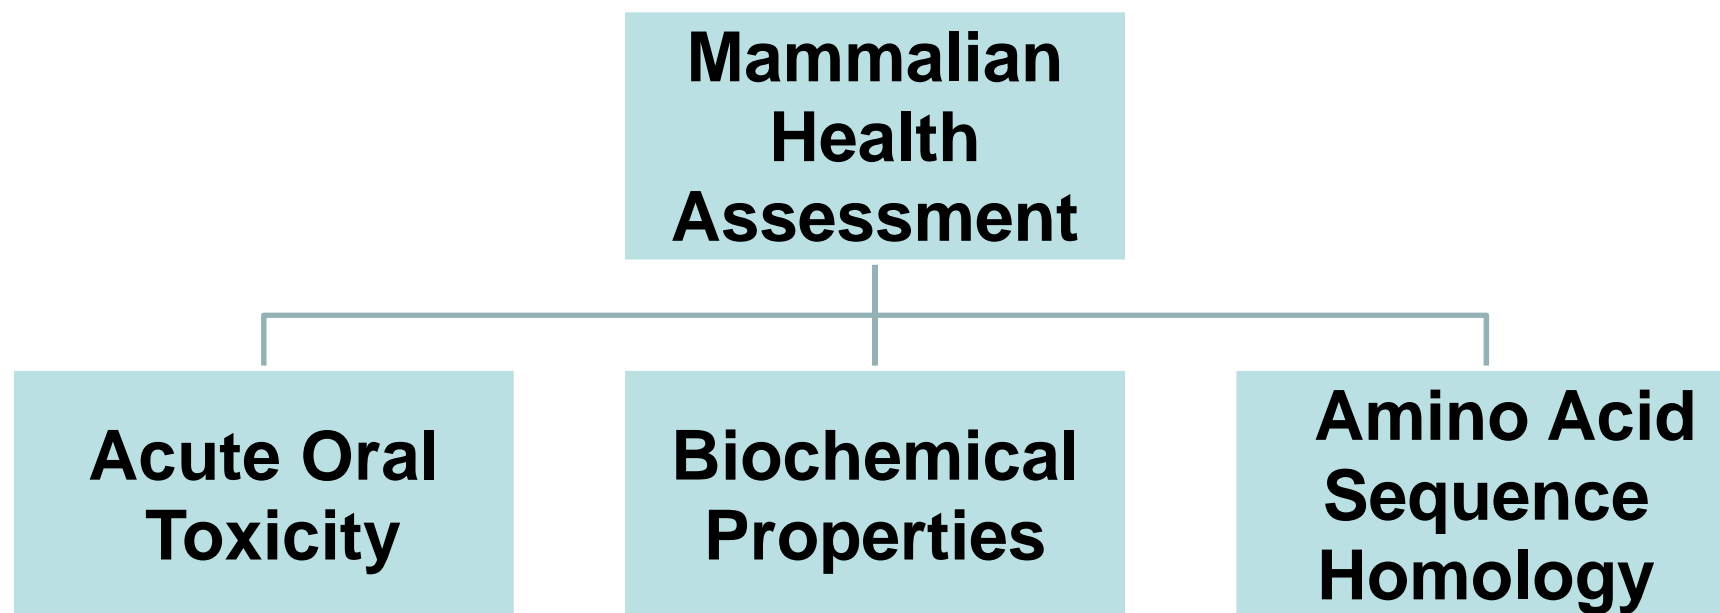 Mammalian
Health
Assessment
Acute Oral
Toxicity
Biochemical
Properties
Amino Acid
Sequence
Homology